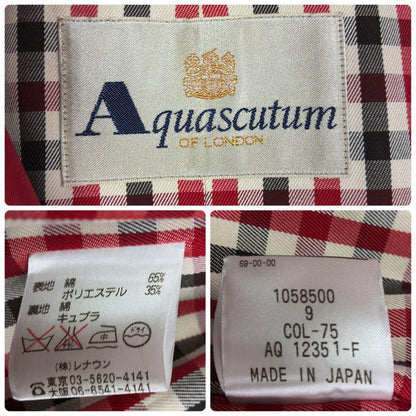 Aquascutum
OF LONDON
表地 綿 65%
ポリエステル 35%
裏地 綿
キュプラ
ドライ
(株)レナウン
東京 03-5620-4141
大阪 06-6541-4141
69-00-00
1058500
9
COL-75
AQ 12351-F
MADE IN JAPAN